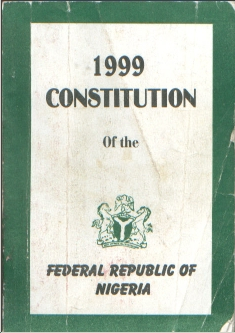 1999
CONSTITUTION
Of the
FEDERAL REPUBLIC OF
NIGERIA